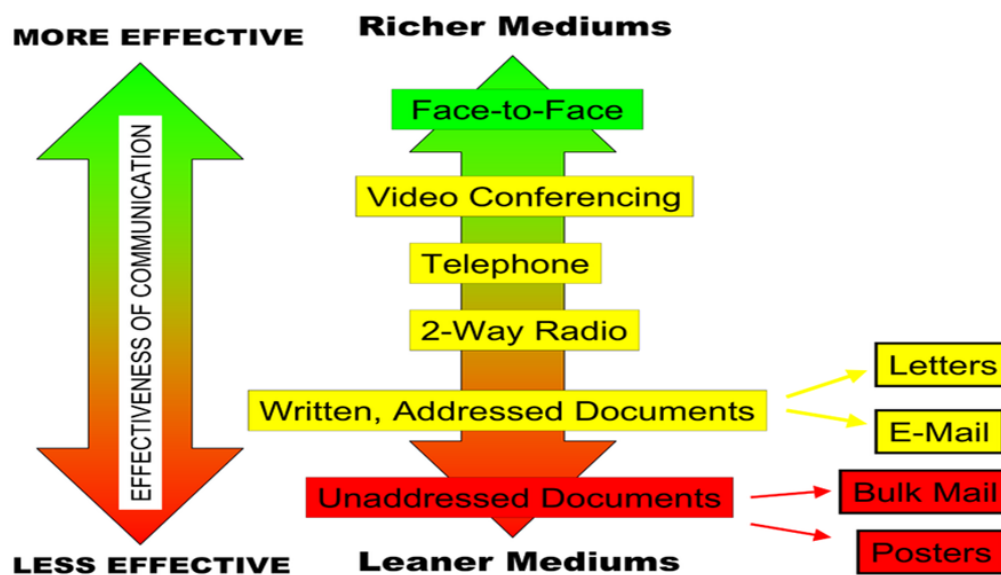 MORE EFFECTIVE
Richer Mediums
EFFECTIVENESS OF COMMUNICATION
Face-to-Face
Video Conferencing
Telephone
2-Way Radio
Written, Addressed Documents
Letters
E-Mail
Unaddressed Documents
Bulk Mail
Posters
LESS EFFECTIVE
Leaner Mediums